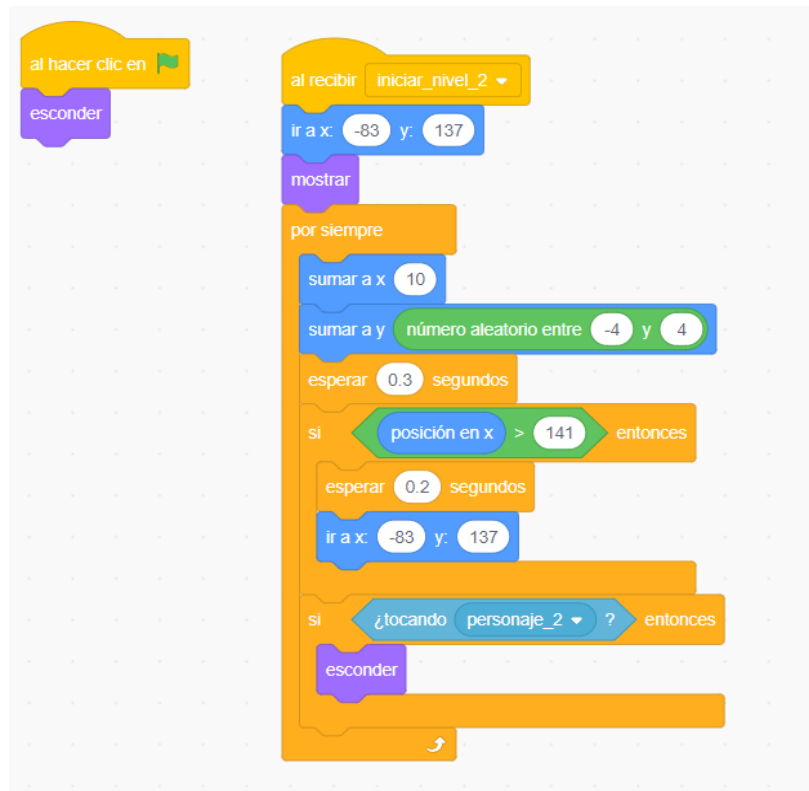 al hacer clic en
esconder
al recibir iniciar_nivel_2
ir a x: -83 y: 137
mostrar
por siempre
sumar a x 10
sumar a y número aleatorio entre -4 y 4
esperar 0.3 segundos
si posición en x > 141 entonces
esperar 0.2 segundos
ir a x: -83 y: 137
si ¿tocando personaje_2 ? entonces
esconder